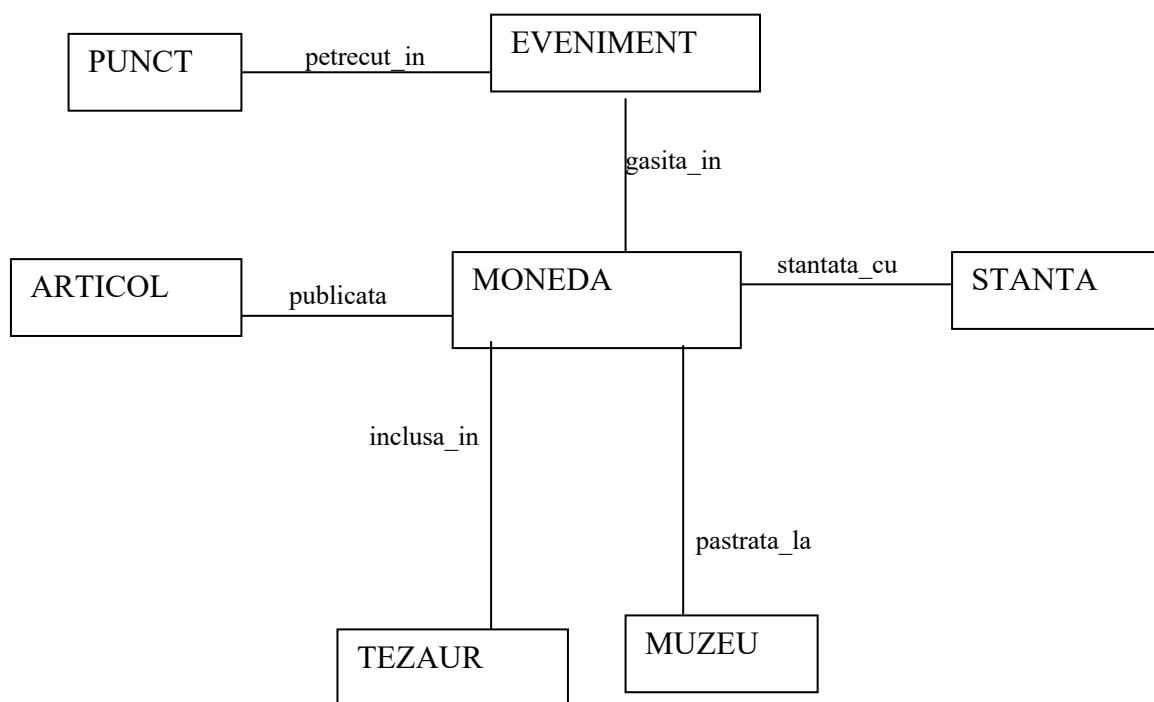 EVENIMENT
PUNCT
petrecut_in
gasita_in
MONEDA
stantata_cu
STANTA
ARTICOL
publicata
inclusa_in
pastrata_la
TEZAUR
MUZEU